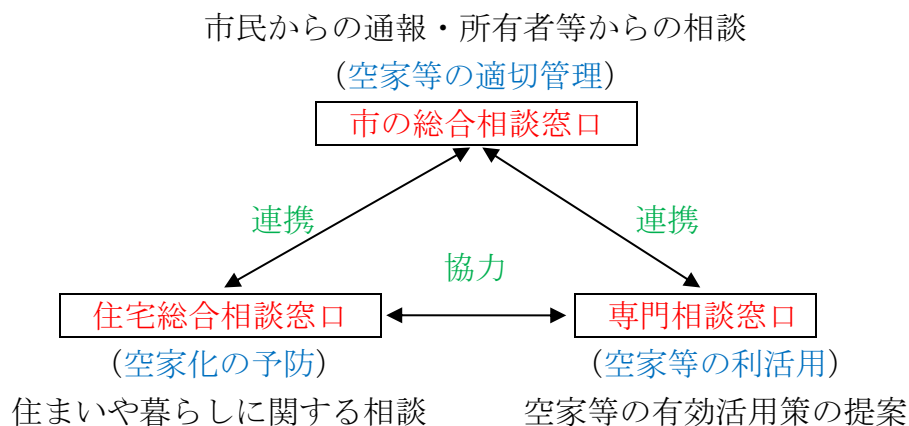 市民からの通報・所有者等からの相談
（空家等の適切管理）
市の総合相談窓口
連携
連携
協力
住宅総合相談窓口
専門相談窓口
（空家化の予防）
（空家等の利活用）
住まいや暮らしに関する相談
空家等の有効活用策の提案